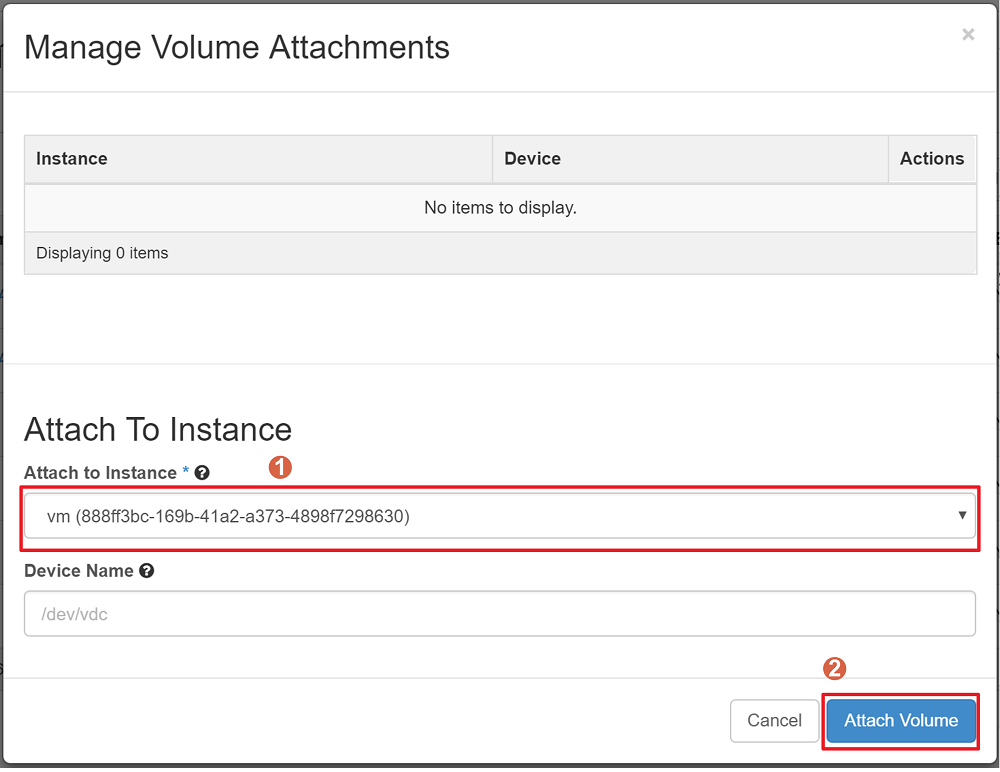 Manage Volume Attachments
×
Instance Device Actions
No items to display.
Displaying 0 items
Attach To Instance
Attach to Instance * ?
1
vm (888ff3bc-169b-41a2-a373-4898f7298630)
Device Name ?
/dev/vdc
2
Cancel Attach Volume